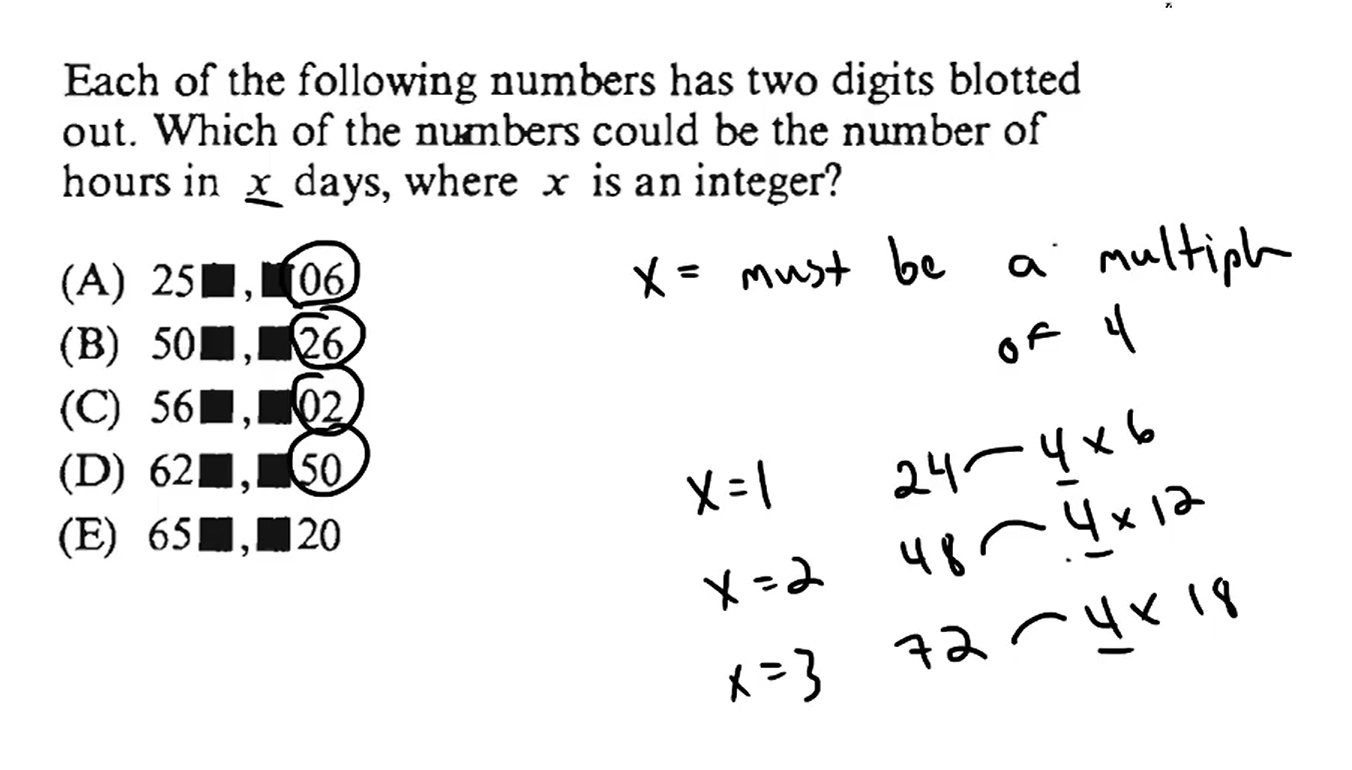 Each of the following numbers has two digits blotted
out. Which of the numbers could be the number of
hours in x days, where x is an integer?
(A) 25■,■06
(B) 50■,■26
(C) 56■,■02
(D) 62■,■50
(E) 65■,■20
x = must be a multiple
of 4
x=1 24 4 x 6
x=2 48 4 x 12
x=3 72 4 x 18